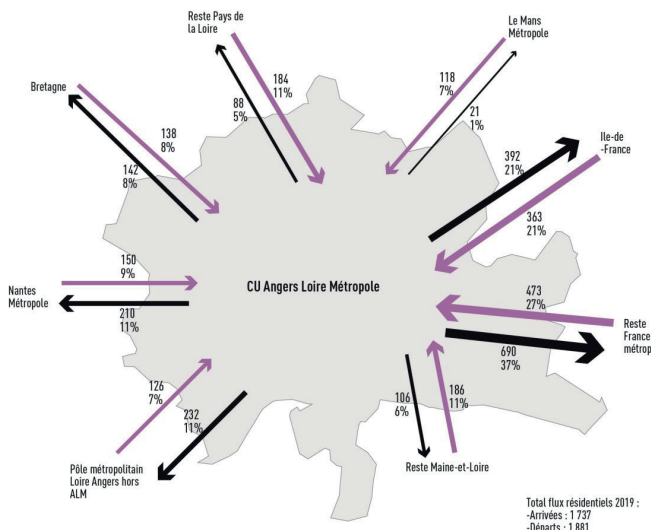 Reste Pays de
la Loire
Le Mans
Métropole
184
11%
118
7%
88
5%
21
1%
Bretagne
138
8%
142
8%
Ile-de
-France
392
21%
363
21%
150
9%
Nantes
Métropole
210
11%
CU Angers Loire Métropole
473
27%
Reste
France
métrop
690
37%
126
7%
232
11%
106
6%
186
11%
Pôle métropolitain
Loire Angers hors
ALM
Reste Maine-et-Loire
Total flux résidentiels 2019 :
-Arrivées : 1 737
-Départs : 1 881